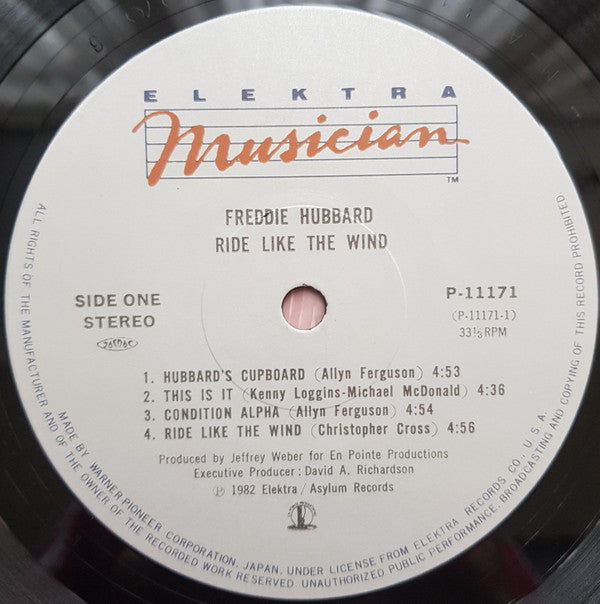 ELEKTRA
Musician
TM
FREDDIE HUBBARD
RIDE LIKE THE WIND
SIDE ONE
STEREO
JASRAC
P-11171
(P-11171-1)
33⅓RPM
1. HUBBARD'S CUPBOARD (Allyn Ferguson) 4:53
2. THIS IS IT (Kenny Loggins-Michael McDonald) 4:36
3. CONDITION ALPHA (Allyn Ferguson) 4:54
4. RIDE LIKE THE WIND (Christopher Cross) 4:56
Produced by Jeffrey Weber for En Pointe Productions
Executive Producer : David A. Richardson
℗ 1982 Elektra / Asylum Records
MADE BY WARNER-PIONEER CORPORATION, JAPAN, UNDER LICENSE FROM ELEKTRA RECORDS CO., U.S.A.
ALL RIGHTS OF THE MANUFACTURER AND OF THE OWNER OF THE RECORDED WORK RESERVED. UNAUTHORIZED PUBLIC PERFORMANCE, BROADCASTING AND COPYING OF THIS RECORD PROHIBITED.